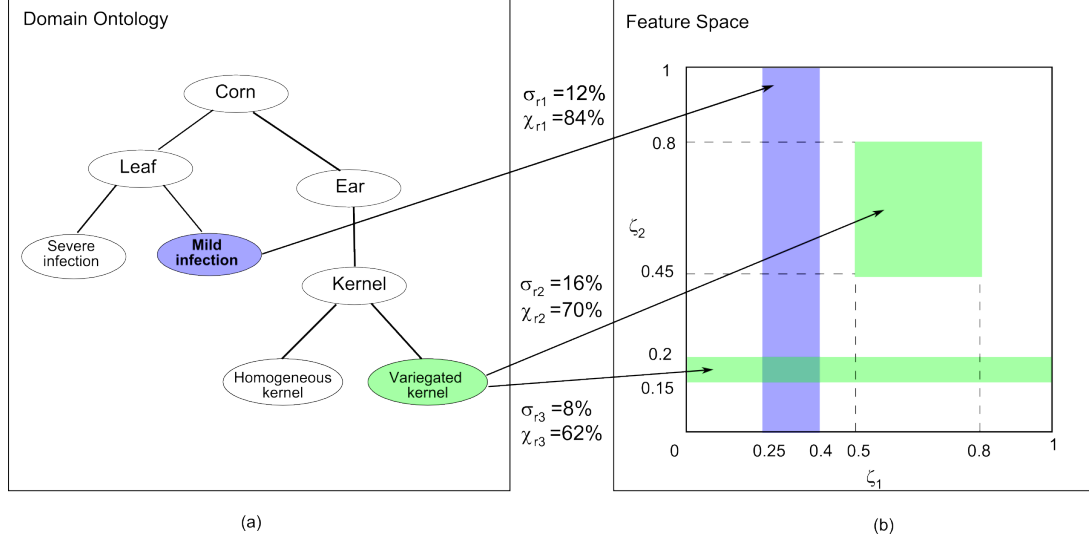 Domain Ontology
Corn
Leaf
Ear
Severe
infection
Mild
infection
Kernel
Homogeneous
kernel
Variegated
kernel
(a)
σr1 =12%
χr1 =84%
σr2 =16%
χr2 =70%
σr3 =8%
χr3 =62%
Feature Space
1
0.8
ζ2
0.45
0.2
0.15
0
0.25
0.4
0.5
0.8
1
ζ1
(b)